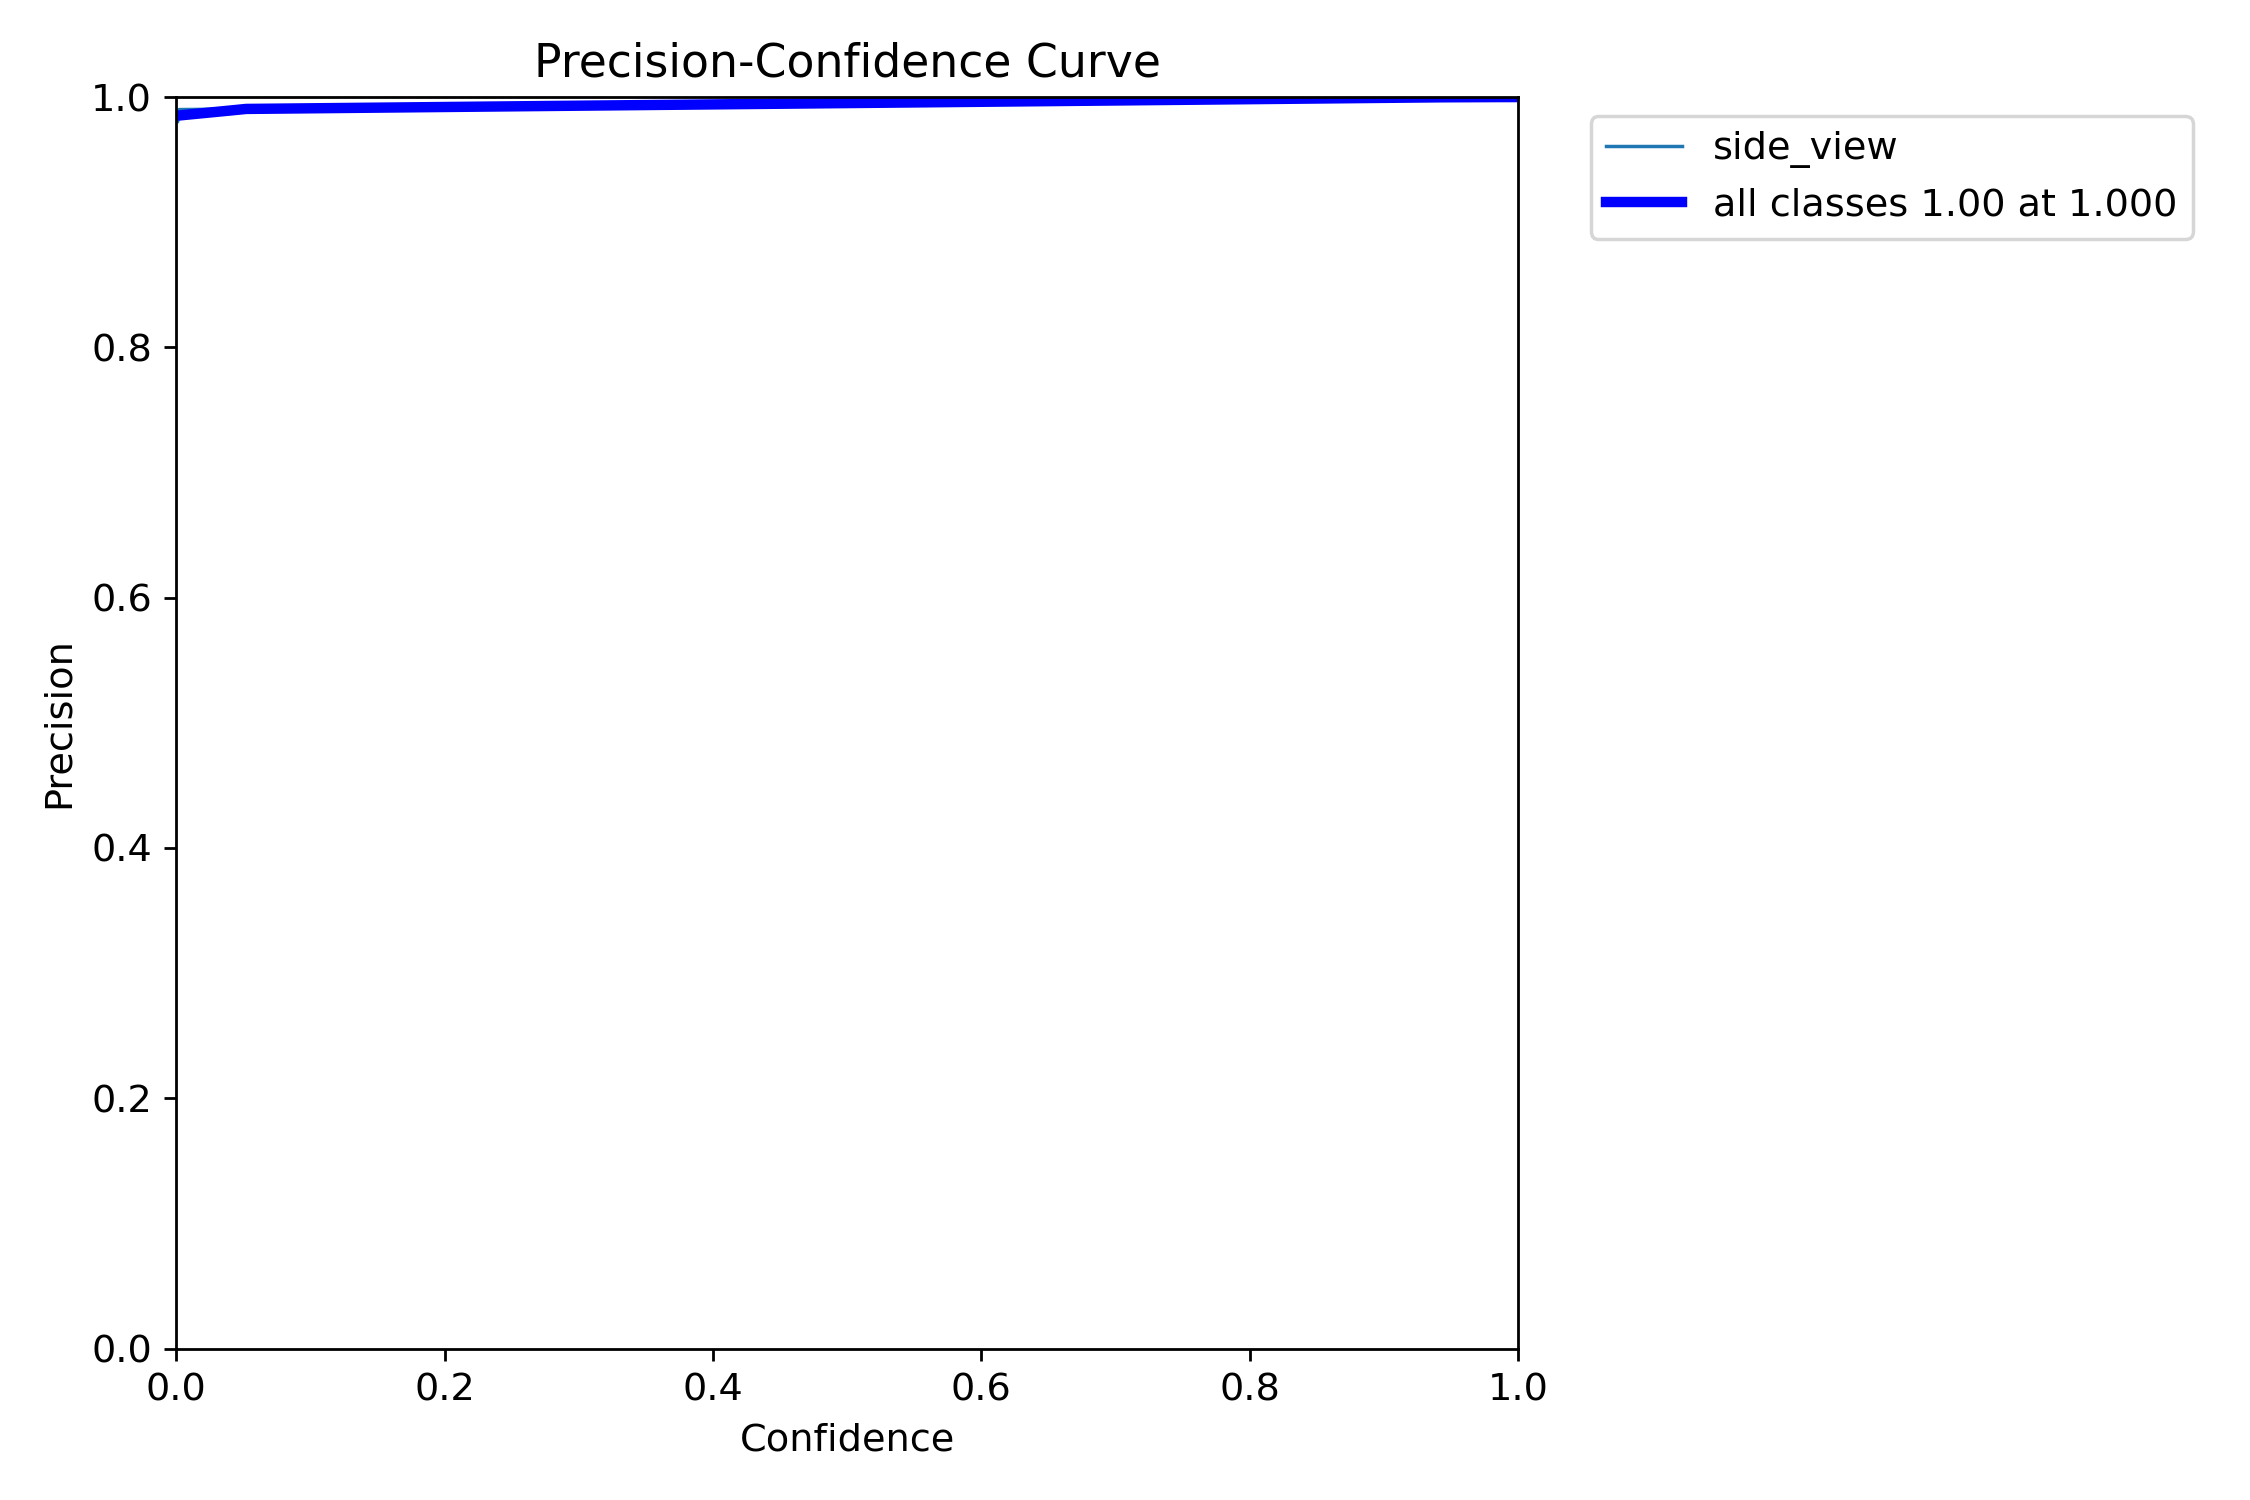 Precision-Confidence Curve
1.0
0.8
0.6
0.4
0.2
0.0
Precision
0.0 0.2 0.4 0.6 0.8 1.0
Confidence
side_view
all classes 1.00 at 1.000